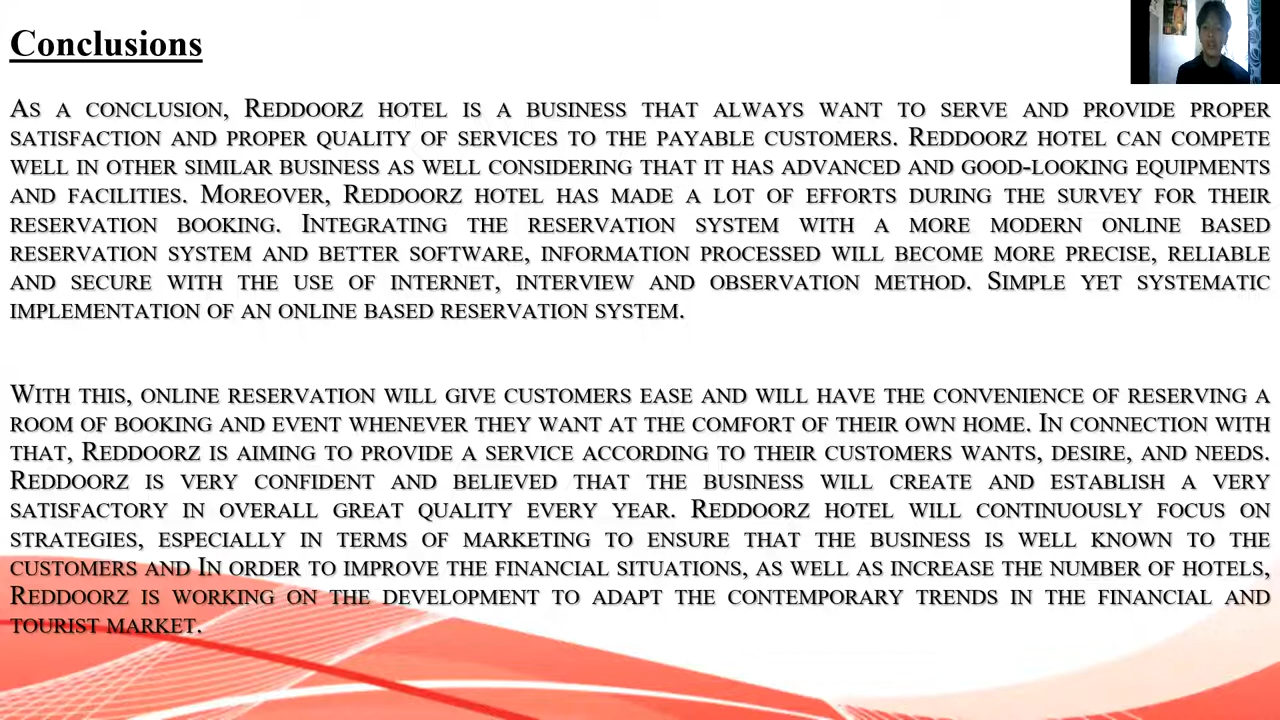 Conclusions
As a conclusion, Reddoorz hotel is a business that always want to serve and provide proper
satisfaction and proper quality of services to the payable customers. Reddoorz hotel can compete
well in other similar business as well considering that it has advanced and good-looking equipments
and facilities. Moreover, Reddoorz hotel has made a lot of efforts during the survey for their
reservation booking. Integrating the reservation system with a more modern online based
reservation system and better software, information processed will become more precise, reliable
and secure with the use of internet, interview and observation method. Simple yet systematic
implementation of an online based reservation system.
With this, online reservation will give customers ease and will have the convenience of reserving a
room of booking and event whenever they want at the comfort of their own home. In connection with
that, Reddoorz is aiming to provide a service according to their customers wants, desire, and needs.
Reddoorz is very confident and believed that the business will create and establish a very
satisfactory in overall great quality every year. Reddoorz hotel will continuously focus on
strategies, especially in terms of marketing to ensure that the business is well known to the
customers and In order to improve the financial situations, as well as increase the number of hotels,
Reddoorz is working on the development to adapt the contemporary trends in the financial and
tourist market.